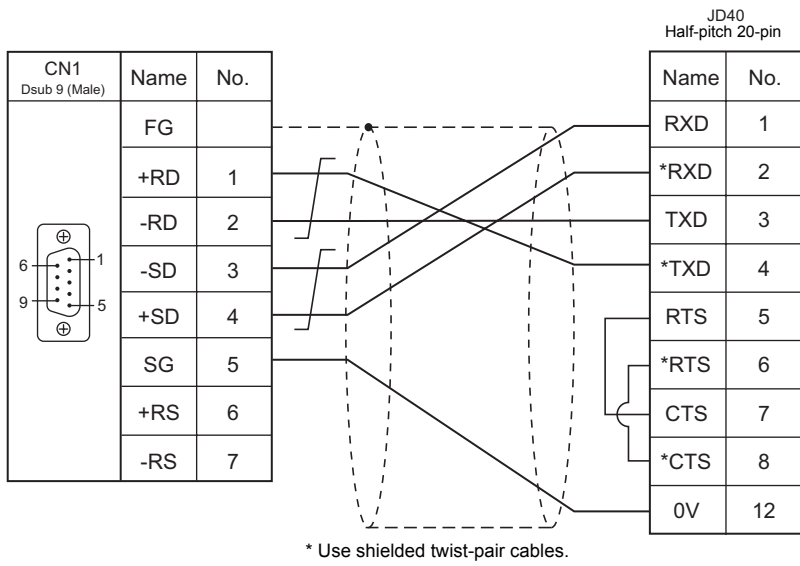 JD40
Half-pitch 20-pin
CN1
Dsub 9 (Male)
Name No.
FG
+RD 1
-RD 2
-SD 3
+SD 4
SG 5
+RS 6
-RS 7
6
1
9
5
Name No.
RXD 1
*RXD 2
TXD 3
*TXD 4
RTS 5
*RTS 6
CTS 7
*CTS 8
0V 12
* Use shielded twist-pair cables.